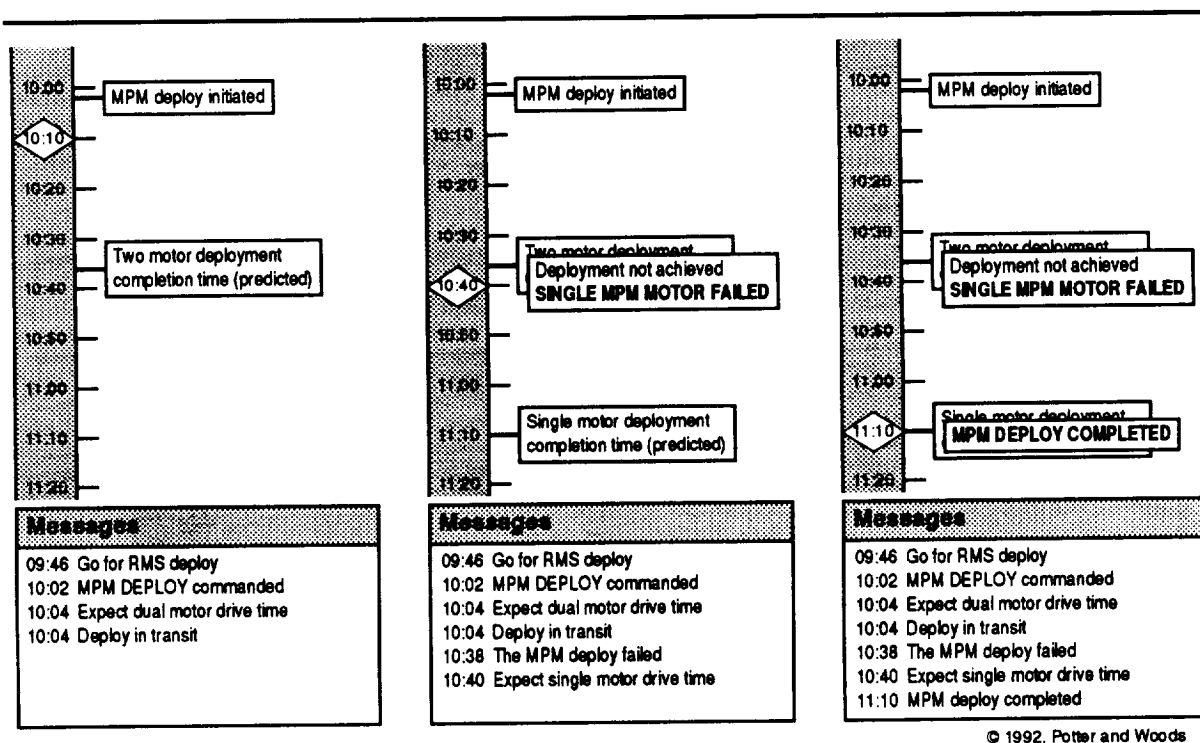 10:00
MPM deploy initiated
10:10
10:20
10:30
Two motor deployment
completion time (predicted)
10:40
10:50
11:00
11:10
11:20
Messages
09:46 Go for RMS deploy
10:02 MPM DEPLOY commanded
10:04 Expect dual motor drive time
10:04 Deploy in transit
10:00
MPM deploy initiated
10:10
10:20
10:30
Two motor deployment
Deployment not achieved
10:40
SINGLE MPM MOTOR FAILED
10:50
11:00
Single motor deployment
11:10
completion time (predicted)
11:20
Messages
09:46 Go for RMS deploy
10:02 MPM DEPLOY commanded
10:04 Expect dual motor drive time
10:04 Deploy in transit
10:38 The MPM deploy failed
10:40 Expect single motor drive time
10:00
MPM deploy initiated
10:10
10:20
10:30
Two motor deployment
Deployment not achieved
10:40
SINGLE MPM MOTOR FAILED
10:50
11:00
Single motor deployment
11:10
MPM DEPLOY COMPLETED
11:20
Messages
09:46 Go for RMS deploy
10:02 MPM DEPLOY commanded
10:04 Expect dual motor drive time
10:04 Deploy in transit
10:38 The MPM deploy failed
10:40 Expect single motor drive time
11:10 MPM deploy completed
© 1992, Potter and Woods